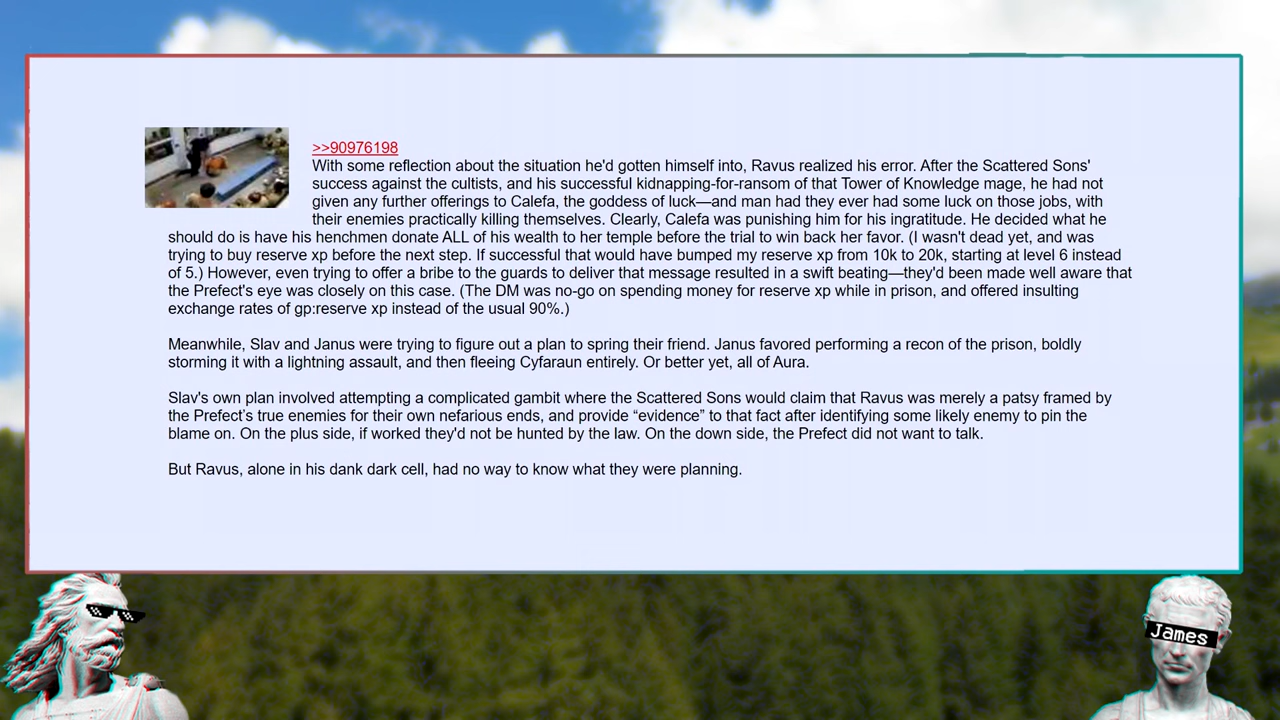 >>90976198
With some reflection about the situation he'd gotten himself into, Ravus realized his error. After the Scattered Sons'
success against the cultists, and his successful kidnapping-for-ransom of that Tower of Knowledge mage, he had not
given any further offerings to Calefa, the goddess of luck—and man had they ever had some luck on those jobs, with
their enemies practically killing themselves. Clearly, Calefa was punishing him for his ingratitude. He decided what he
should do is have his henchmen donate ALL of his wealth to her temple before the trial to win back her favor. (I wasn't dead yet, and was
trying to buy reserve xp before the next step. If successful that would have bumped my reserve xp from 10k to 20k, starting at level 6 instead
of 5.) However, even trying to offer a bribe to the guards to deliver that message resulted in a swift beating—they'd been made well aware that
the Prefect's eye was closely on this case. (The DM was no-go on spending money for reserve xp while in prison, and offered insulting
exchange rates of gp:reserve xp instead of the usual 90%.)
Meanwhile, Slav and Janus were trying to figure out a plan to spring their friend. Janus favored performing a recon of the prison, boldly
storming it with a lightning assault, and then fleeing Cyfaraun entirely. Or better yet, all of Aura.
Slav's own plan involved attempting a complicated gambit where the Scattered Sons would claim that Ravus was merely a patsy framed by
the Prefect's true enemies for their own nefarious ends, and provide “evidence” to that fact after identifying some likely enemy to pin the
blame on. On the plus side, if worked they'd not be hunted by the law. On the down side, the Prefect did not want to talk.
But Ravus, alone in his dank dark cell, had no way to know what they were planning.
James